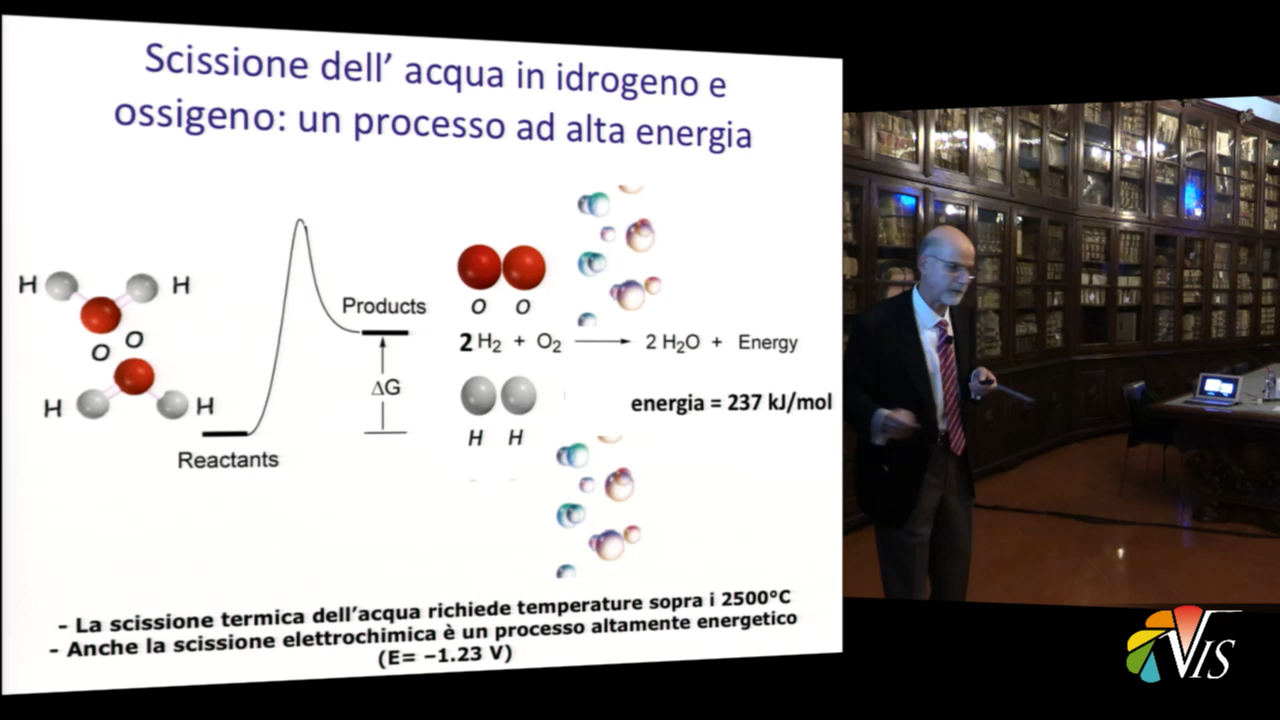 Scissione dell' acqua in idrogeno e
ossigeno: un processo ad alta energia
H
H
O
O
H
H
Reactants
Products
ΔG
O O
2 H₂ + O₂ → 2 H₂O + Energy
energia = 237 kJ/mol
H H
- La scissione termica dell'acqua richiede temperature sopra i 2500°C
- Anche la scissione elettrochimica è un processo altamente energetico
(E= −1.23 V)
VIS